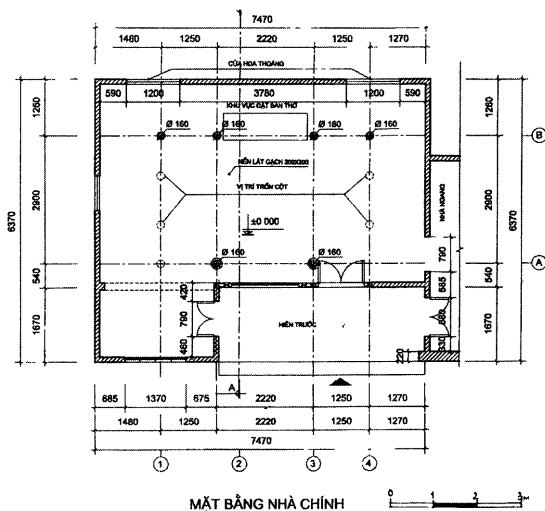 7470
1480 1250 2220 1250 1270
CỬA HOA THOÁNG
590 1200 3780 1200 590
KHU VỰC ĐẶT BÀN THỜ
Ø 160 Ø 160 Ø 160 Ø 160
B
NỀN LÁT GẠCH 200X200
VỊ TRÍ TRỐN CỘT
±0 000
NHÀ NGANG
1260 2900 540 1670
6370
1260 2900 540 1670
6370
Ø 160 Ø 160
A
790
585
880
330
420
790
460
HIÊN TRƯỚC
220
A
685 1370 675 2220 1250 1270
1480 1250 2220 1250 1270
7470
1 2 3 4
MẶT BẰNG NHÀ CHÍNH
0 1 2 3M